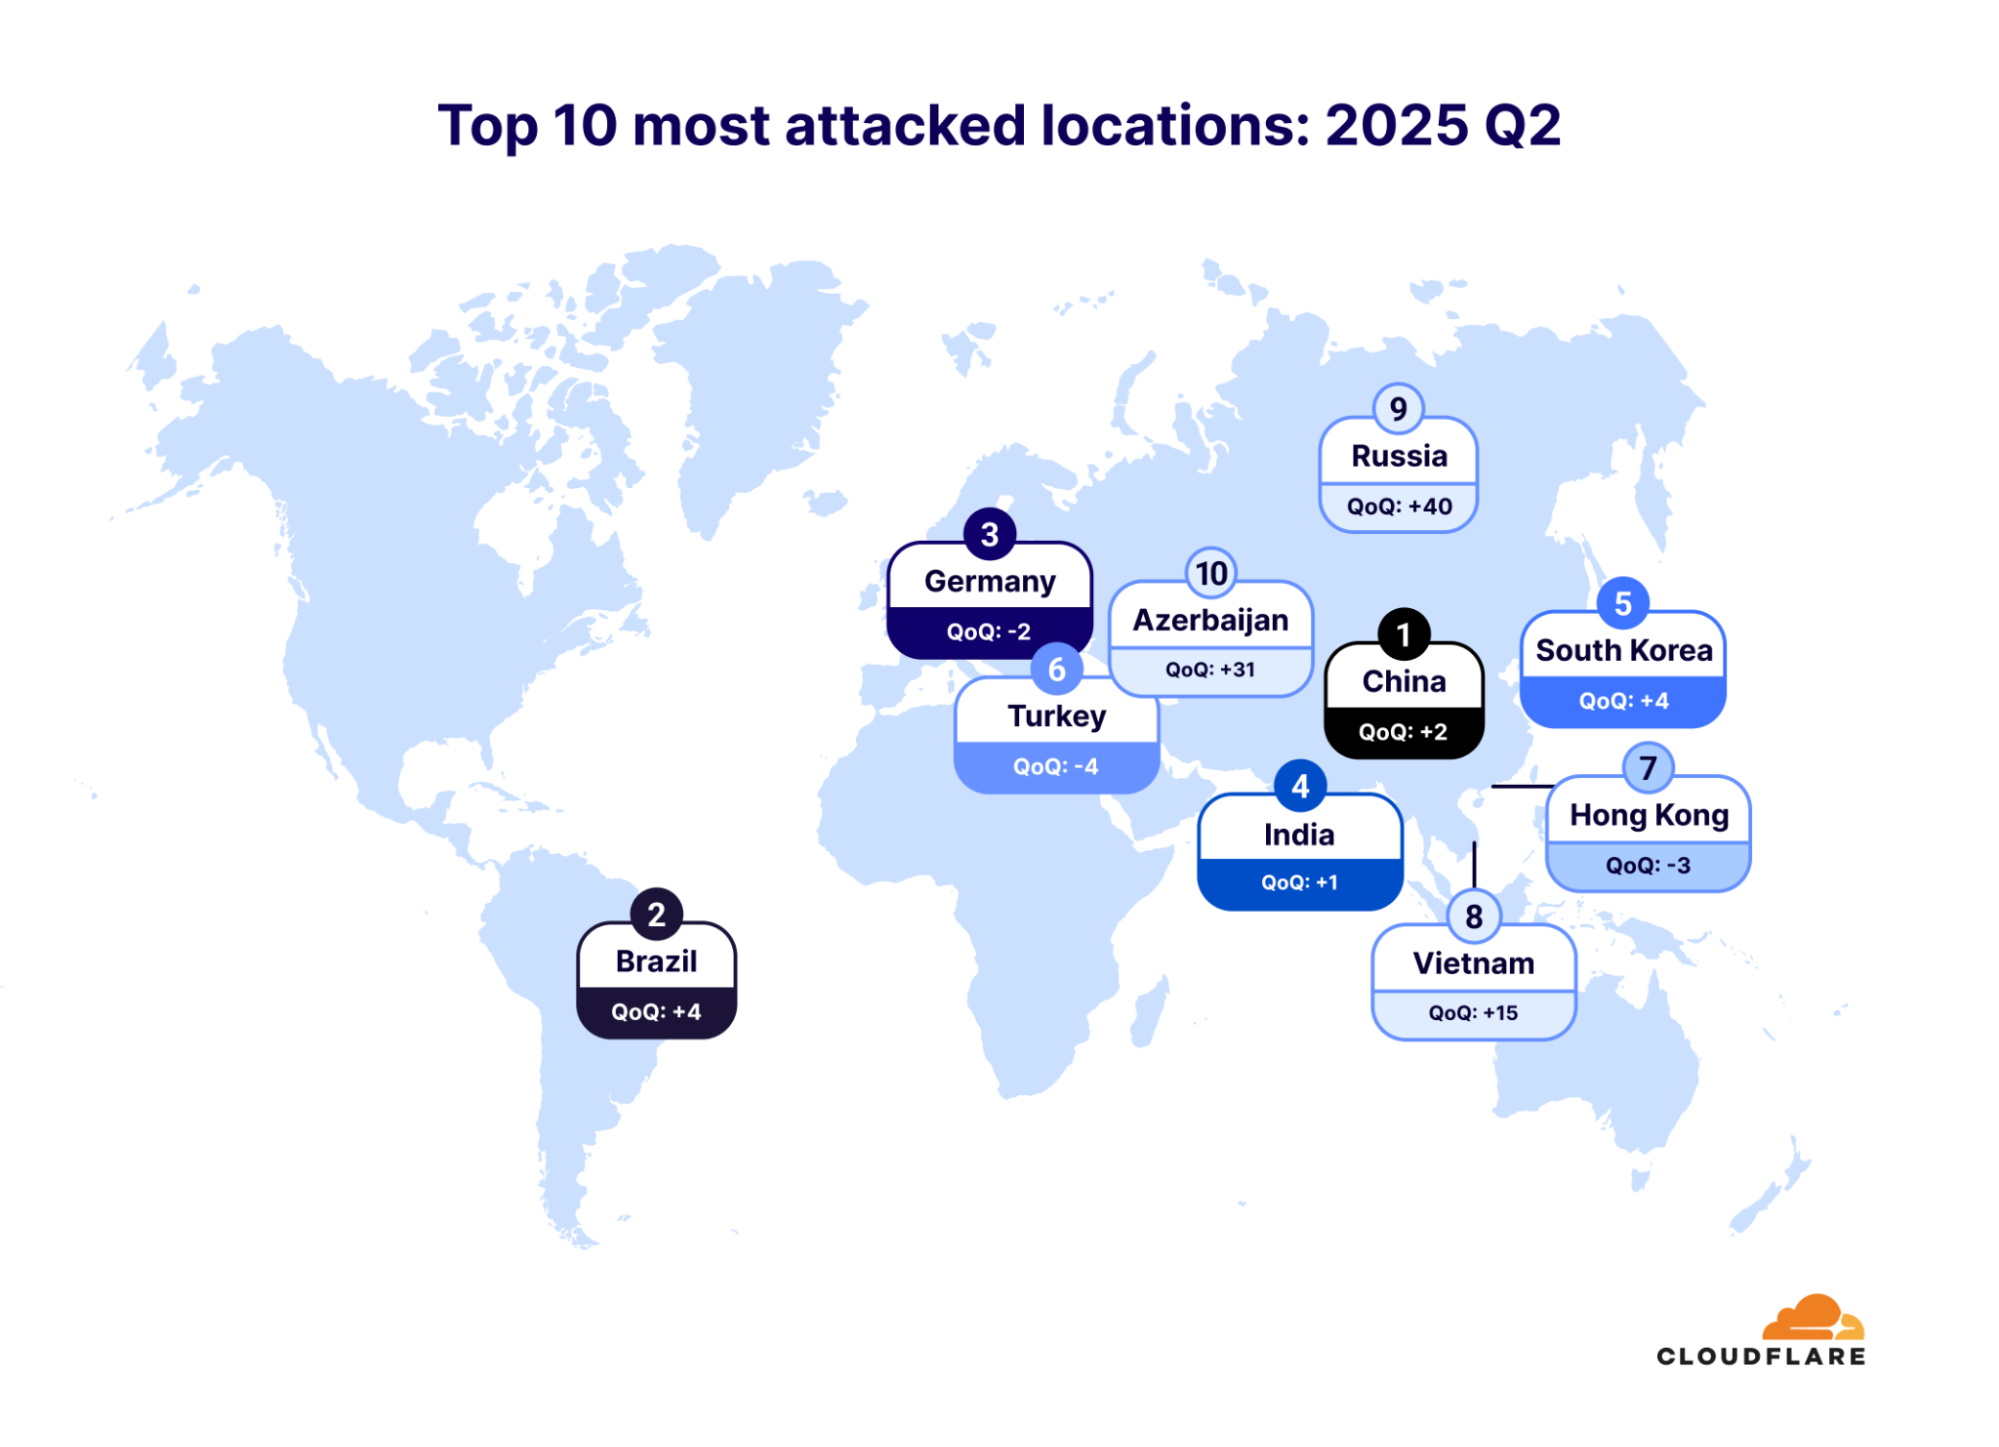 Top 10 most attacked locations: 2025 Q2
9
Russia
QoQ: +40
3
Germany
QoQ: -2
10
Azerbaijan
QoQ: +31
5
South Korea
QoQ: +4
1
China
QoQ: +2
6
Turkey
QoQ: -4
7
Hong Kong
QoQ: -3
4
India
QoQ: +1
2
Brazil
QoQ: +4
8
Vietnam
QoQ: +15
CLOUDFLARE